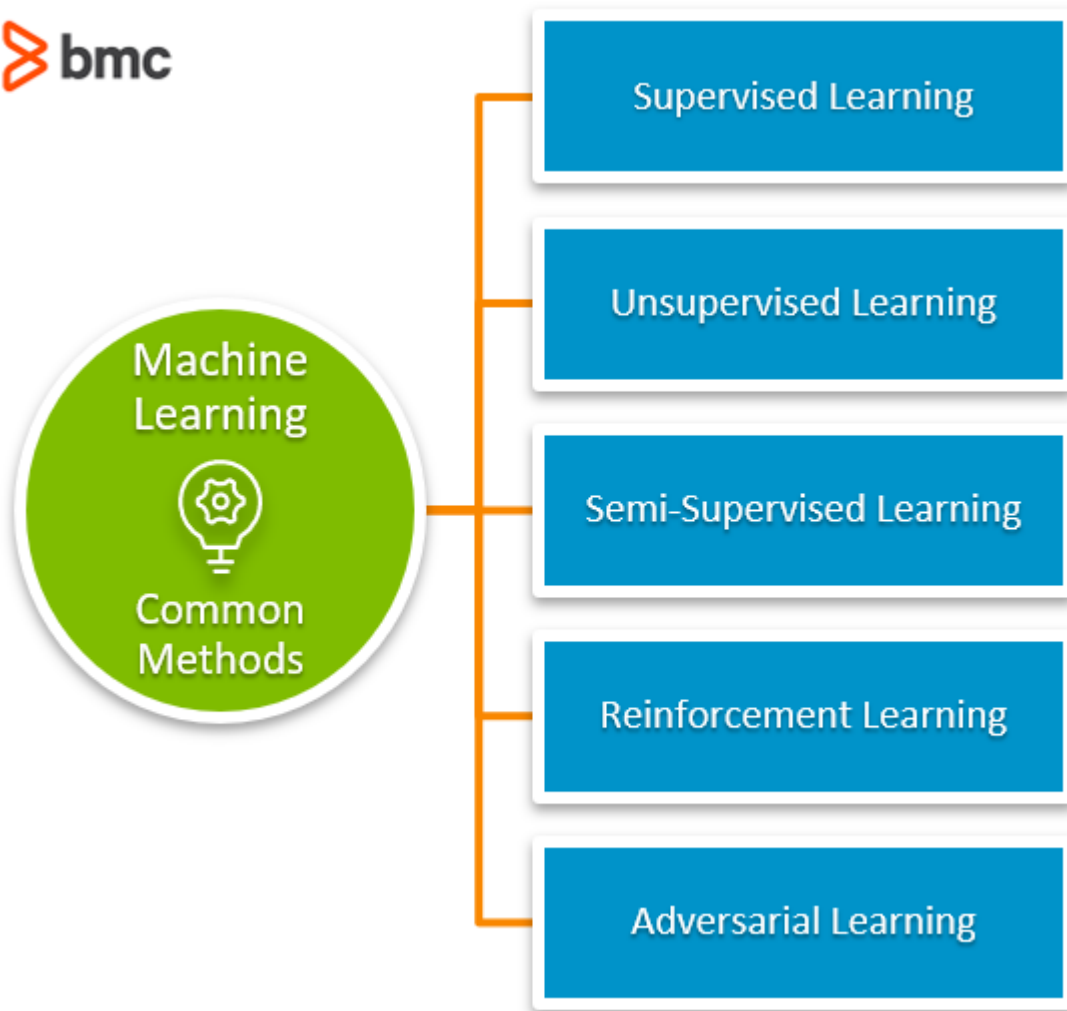 bmc
Machine
Learning
Common
Methods
Supervised Learning
Unsupervised Learning
Semi-Supervised Learning
Reinforcement Learning
Adversarial Learning